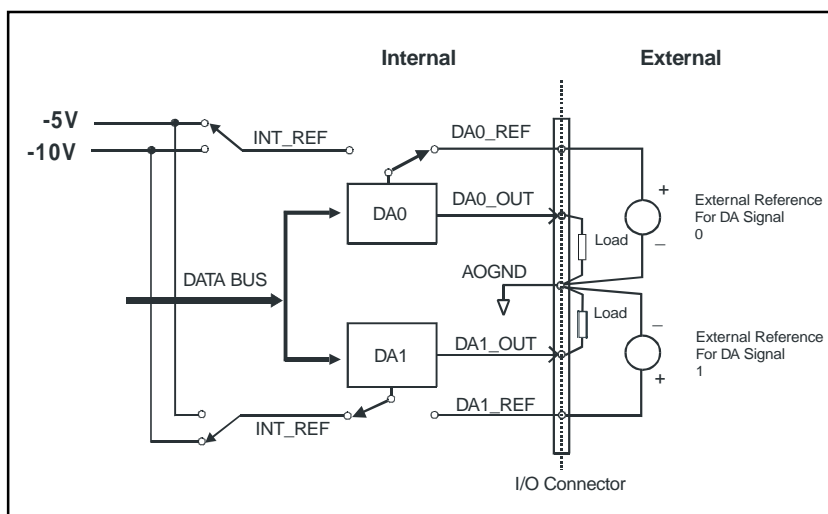 Internal
External
-5V
-10V
INT_REF
DA0_REF
DA0
DA0_OUT
+
External Reference
For DA Signal
0
–
Load
AOGND
DATA BUS
Load
–
External Reference
For DA Signal
1
+
DA1
DA1_OUT
INT_REF
DA1_REF
I/O Connector